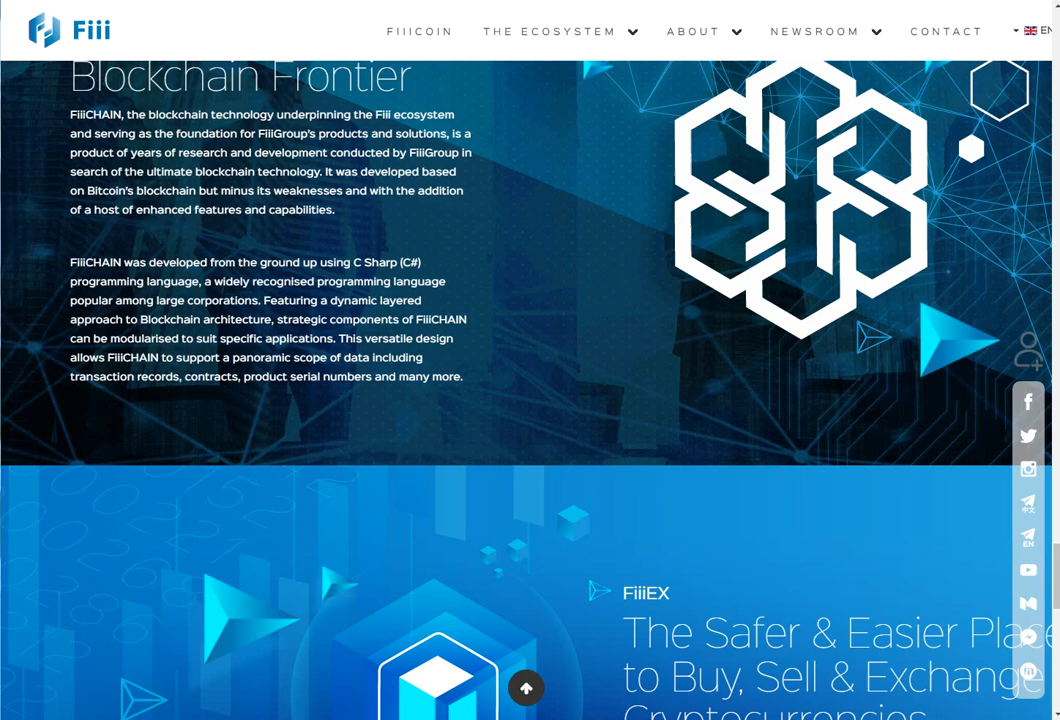 Fiii
FIIICOIN THE ECOSYSTEM ABOUT NEWSROOM CONTACT EN
Blockchain Frontier
FiiiCHAIN, the blockchain technology underpinning the Fiii ecosystem
and serving as the foundation for FiiiGroup's products and solutions, is a
product of years of research and development conducted by FiiiGroup in
search of the ultimate blockchain technology. It was developed based
on Bitcoin's blockchain but minus its weaknesses and with the addition
of a host of enhanced features and capabilities.
FiiiCHAIN was developed from the ground up using C Sharp (C#)
programming language, a widely recognised programming language
popular among large corporations. Featuring a dynamic layered
approach to Blockchain architecture, strategic components of FiiiCHAIN
can be modularised to suit specific applications. This versatile design
allows FiiiCHAIN to support a panoramic scope of data including
transaction records, contracts, product serial numbers and many more.
中文
EN
FiiiEX
The Safer & Easier Place
to Buy, Sell & Exchange
Cryptocurrencies